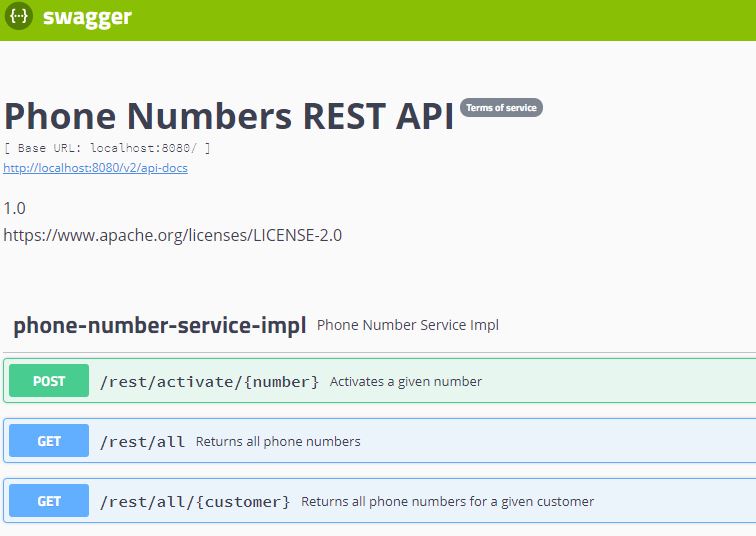 {··} swagger
Phone Numbers REST API Terms of service
[ Base URL: localhost:8080/ ]
http://localhost:8080/v2/api-docs
1.0
https://www.apache.org/licenses/LICENSE-2.0
phone-number-service-impl Phone Number Service Impl
POST /rest/activate/{number} Activates a given number
GET /rest/all Returns all phone numbers
GET /rest/all/{customer} Returns all phone numbers for a given customer